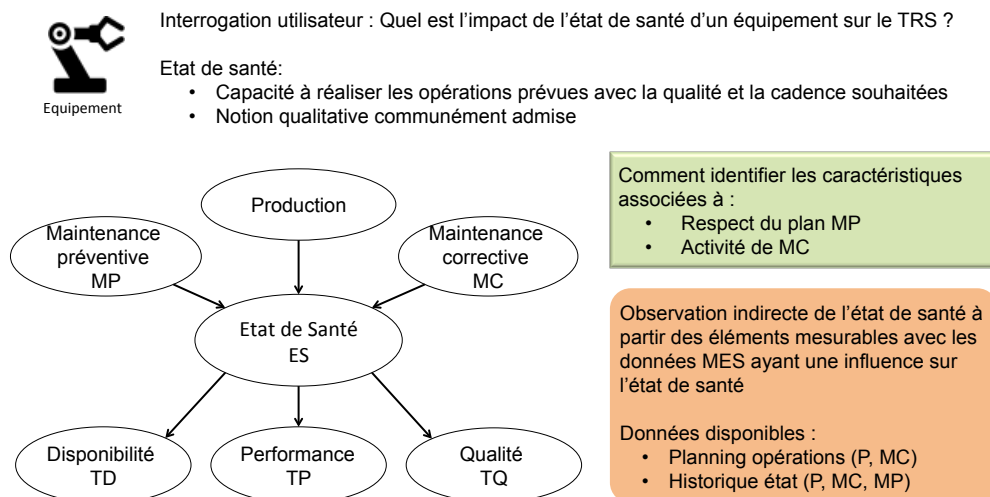 Interrogation utilisateur : Quel est l'impact de l'état de santé d'un équipement sur le TRS ?
Etat de santé:
• Capacité à réaliser les opérations prévues avec la qualité et la cadence souhaitées
• Notion qualitative communément admise
Equipement
Production
Maintenance
préventive
MP
Maintenance
corrective
MC
Etat de Santé
ES
Disponibilité
TD
Performance
TP
Qualité
TQ
Comment identifier les caractéristiques
associées à :
• Respect du plan MP
• Activité de MC
Observation indirecte de l'état de santé à
partir des éléments mesurables avec les
données MES ayant une influence sur
l'état de santé
Données disponibles :
• Planning opérations (P, MC)
• Historique état (P, MC, MP)